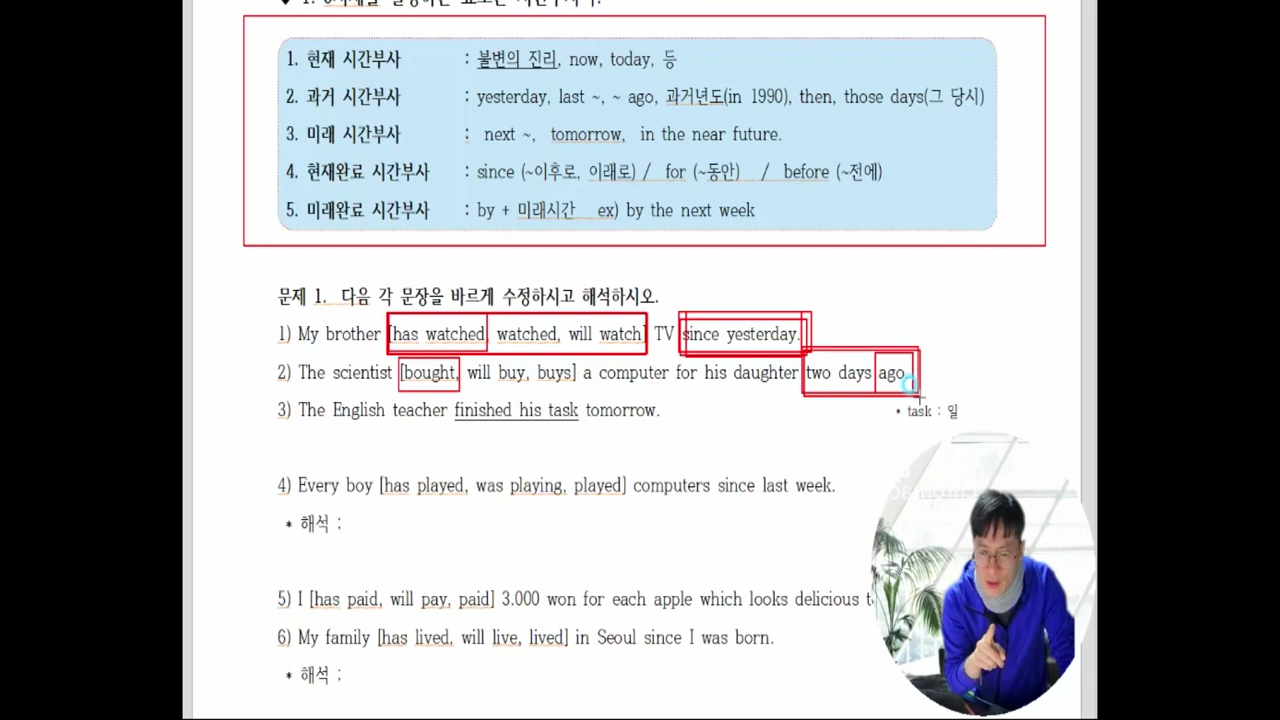 1. 현재 시간부사 : 불변의 진리, now, today, 등
2. 과거 시간부사 : yesterday, last ~, ~ ago, 과거년도(in 1990), then, those days(그 당시)
3. 미래 시간부사 : next ~, tomorrow, in the near future.
4. 현재완료 시간부사 : since (~이후로, 이래로) / for (~동안) / before (~전에)
5. 미래완료 시간부사 : by + 미래시간 ex) by the next week
문제 1. 다음 각 문장을 바르게 수정하시고 해석하시오.
1) My brother [has watched, watched, will watch] TV since yesterday.
2) The scientist [bought, will buy, buys] a computer for his daughter two days ago.
3) The English teacher finished his task tomorrow. * task : 일
4) Every boy [has played, was playing, played] computers since last week.
* 해석 ;
5) I [has paid, will pay, paid] 3.000 won for each apple which looks delicious
6) My family [has lived, will live, lived] in Seoul since I was born.
* 해석 ;